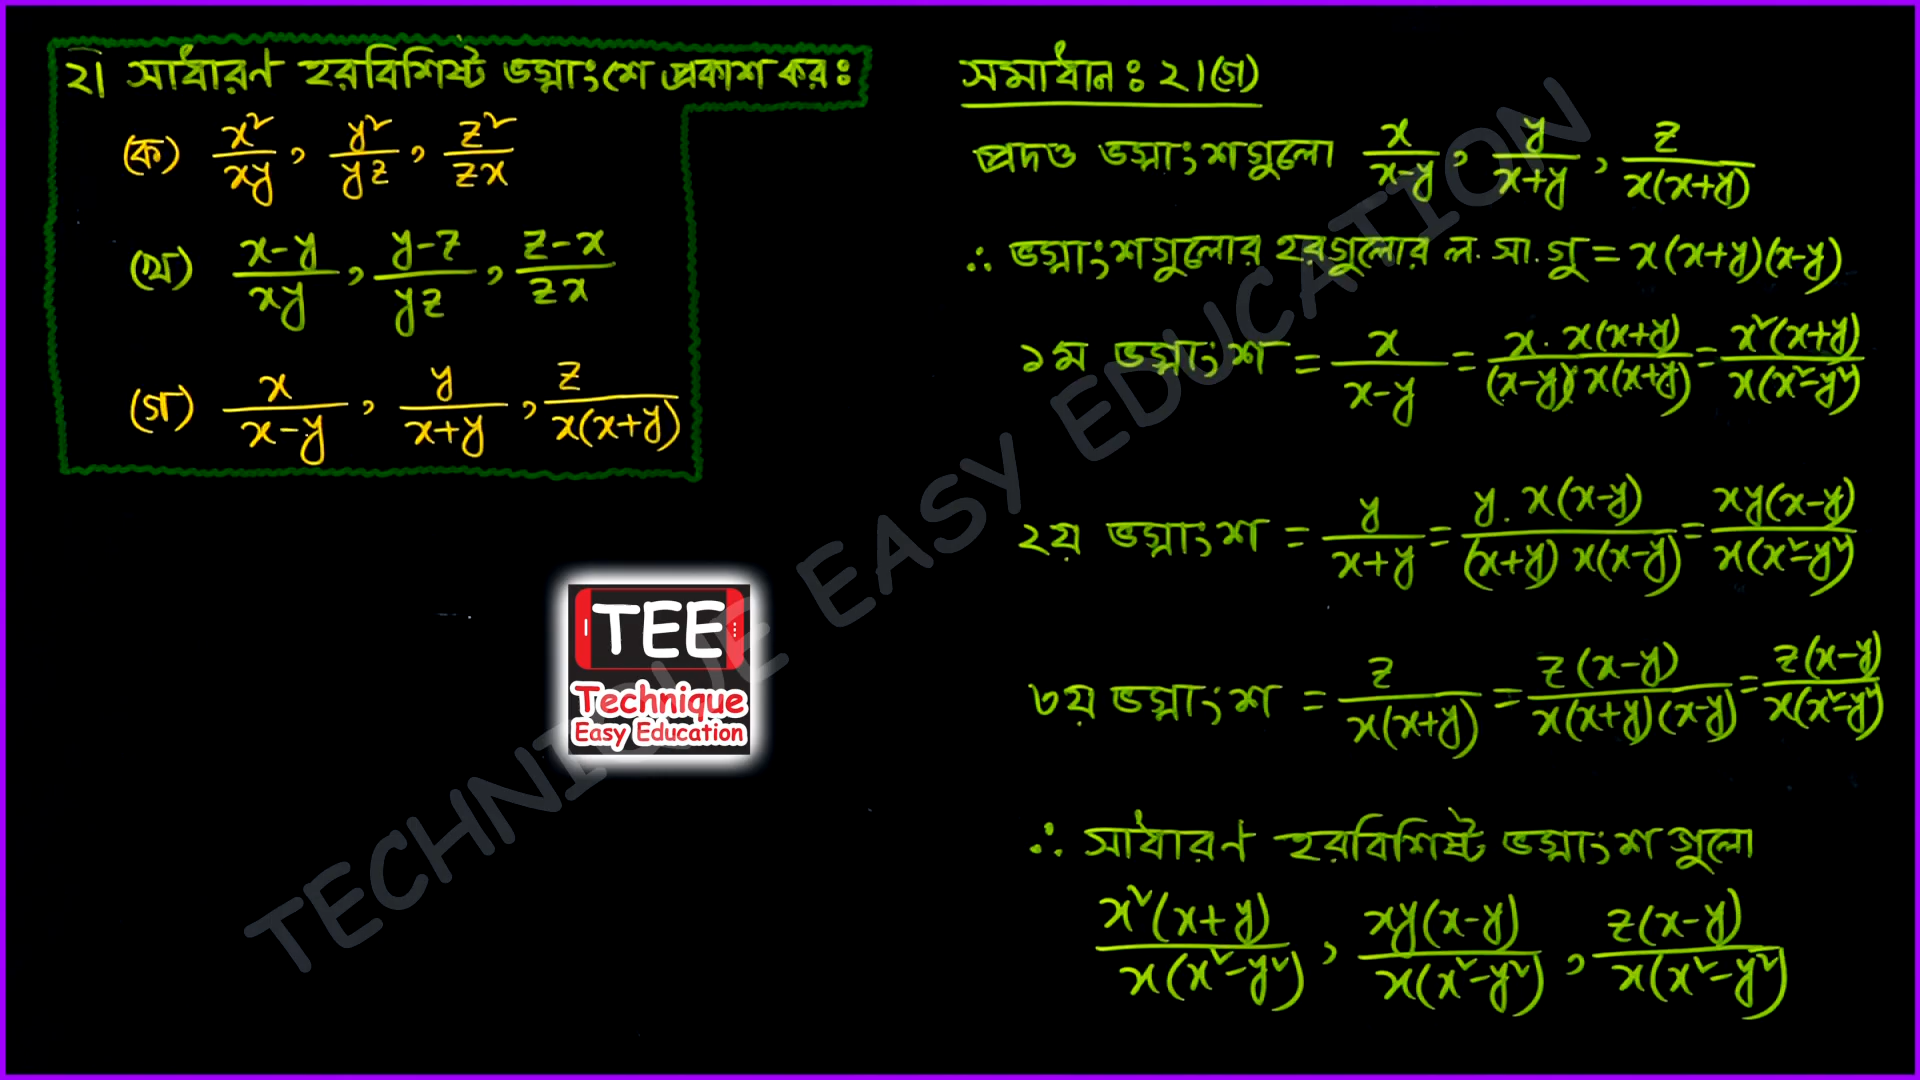 ২। সাধারণ হরবিশিষ্ট ভগ্নাংশে প্রকাশ করঃ
(ক) x²/xy, y²/yz, z²/zx
(খ) x-y/xy, y-z/yz, z-x/zx
(গ) x/x-y, y/x+y, z/x(x+y)
TEE
Technique
Easy Education
সমাধানঃ ২।(গ)
প্রদত্ত ভগ্নাংশগুলো x/x-y, y/x+y, z/x(x+y)
∴ ভগ্নাংশগুলোর হরগুলোর ল. সা. গু = x(x+y)(x-y)
১ম ভগ্নাংশ = x/x-y = x. x(x+y)/(x-y) x(x+y) = x²(x+y)/x(x²-y²)
২য় ভগ্নাংশ = y/x+y = y. x(x-y)/(x+y) x(x-y) = xy(x-y)/x(x²-y²)
৩য় ভগ্নাংশ = z/x(x+y) = z(x-y)/x(x+y)(x-y) = z(x-y)/x(x²-y²)
∴ সাধারণ হরবিশিষ্ট ভগ্নাংশ গুলো
x²(x+y)/x(x²-y²), xy(x-y)/x(x²-y²), z(x-y)/x(x²-y²)
TECHNIQUE EASY EDUCATION